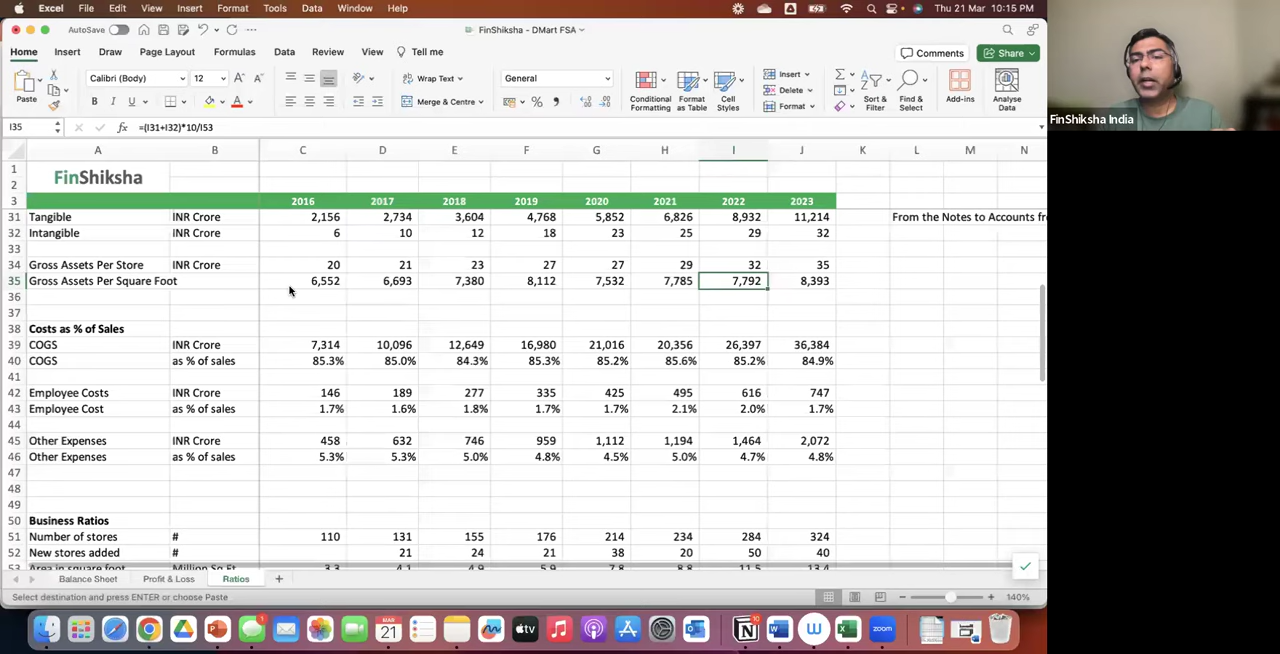 Excel File Edit View Insert Format Tools Data Window Help Thu 21 Mar 10:15 PM
AutoSave FinShiksha - DMart FSA
Home Insert Draw Page Layout Formulas Data Review View Tell me Comments Share
Paste Calibri (Body) 12 Wrap Text General Insert
B I U A Merge & Centre % Conditional Formatting Format as Table Cell Styles Delete Format Sort & Filter Find & Select Add-ins Analyse Data
I35 fx =(I31+I32)*10/I53
A B C D E F G H I J K L M N
1 FinShiksha
2
3 2016 2017 2018 2019 2020 2021 2022 2023
31 Tangible INR Crore 2,156 2,734 3,604 4,768 5,852 6,826 8,932 11,214 From the Notes to Accounts fr
32 Intangible INR Crore 6 10 12 18 23 25 29 32
33
34 Gross Assets Per Store INR Crore 20 21 23 27 27 29 32 35
35 Gross Assets Per Square Foot 6,552 6,693 7,380 8,112 7,532 7,785 7,792 8,393
36
37
38 Costs as % of Sales
39 COGS INR Crore 7,314 10,096 12,649 16,980 21,016 20,356 26,397 36,384
40 COGS as % of sales 85.3% 85.0% 84.3% 85.3% 85.2% 85.6% 85.2% 84.9%
41
42 Employee Costs INR Crore 146 189 277 335 425 495 616 747
43 Employee Cost as % of sales 1.7% 1.6% 1.8% 1.7% 1.7% 2.1% 2.0% 1.7%
44
45 Other Expenses INR Crore 458 632 746 959 1,112 1,194 1,464 2,072
46 Other Expenses as % of sales 5.3% 5.3% 5.0% 4.8% 4.5% 5.0% 4.7% 4.8%
47
48
49
50 Business Ratios
51 Number of stores # 110 131 155 176 214 234 284 324
52 New stores added # 21 24 21 38 20 50 40
53 Area in square foot Million Sq Ft 3.3 4.1 4.9 5.9 7.8 8.8 11.5 13.4
Balance Sheet Profit & Loss Ratios +
Select destination and press ENTER or choose Paste 140%
MAR 21 tv
FinShiksha India